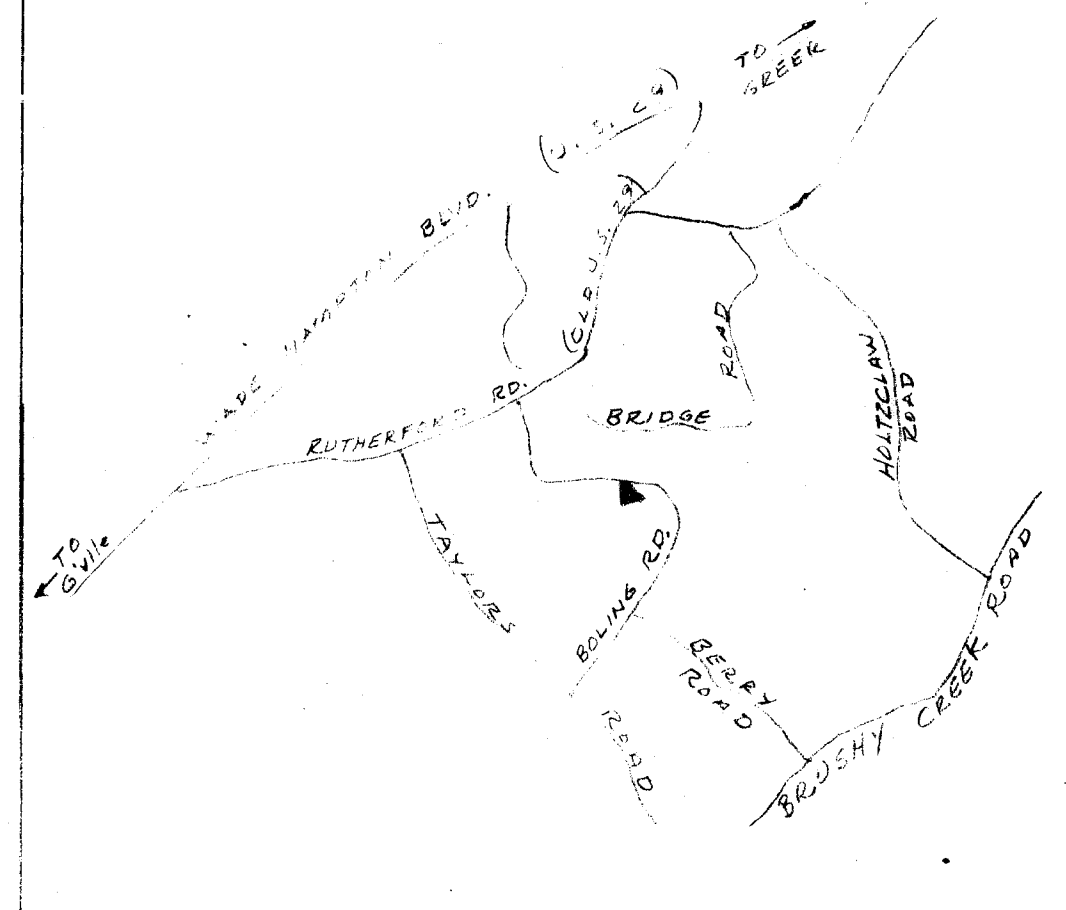 TO
GREER
(U. S. 29)
WADE HAMPTON BLVD.
(OLD U.S. 29)
ROAD
BRIDGE
HOLTZCLAW
ROAD
RUTHERFORD RD.
TO
G'ville
TAYLORS
ROAD
BOLING RD.
BERRY
ROAD
BRUSHY CREEK ROAD